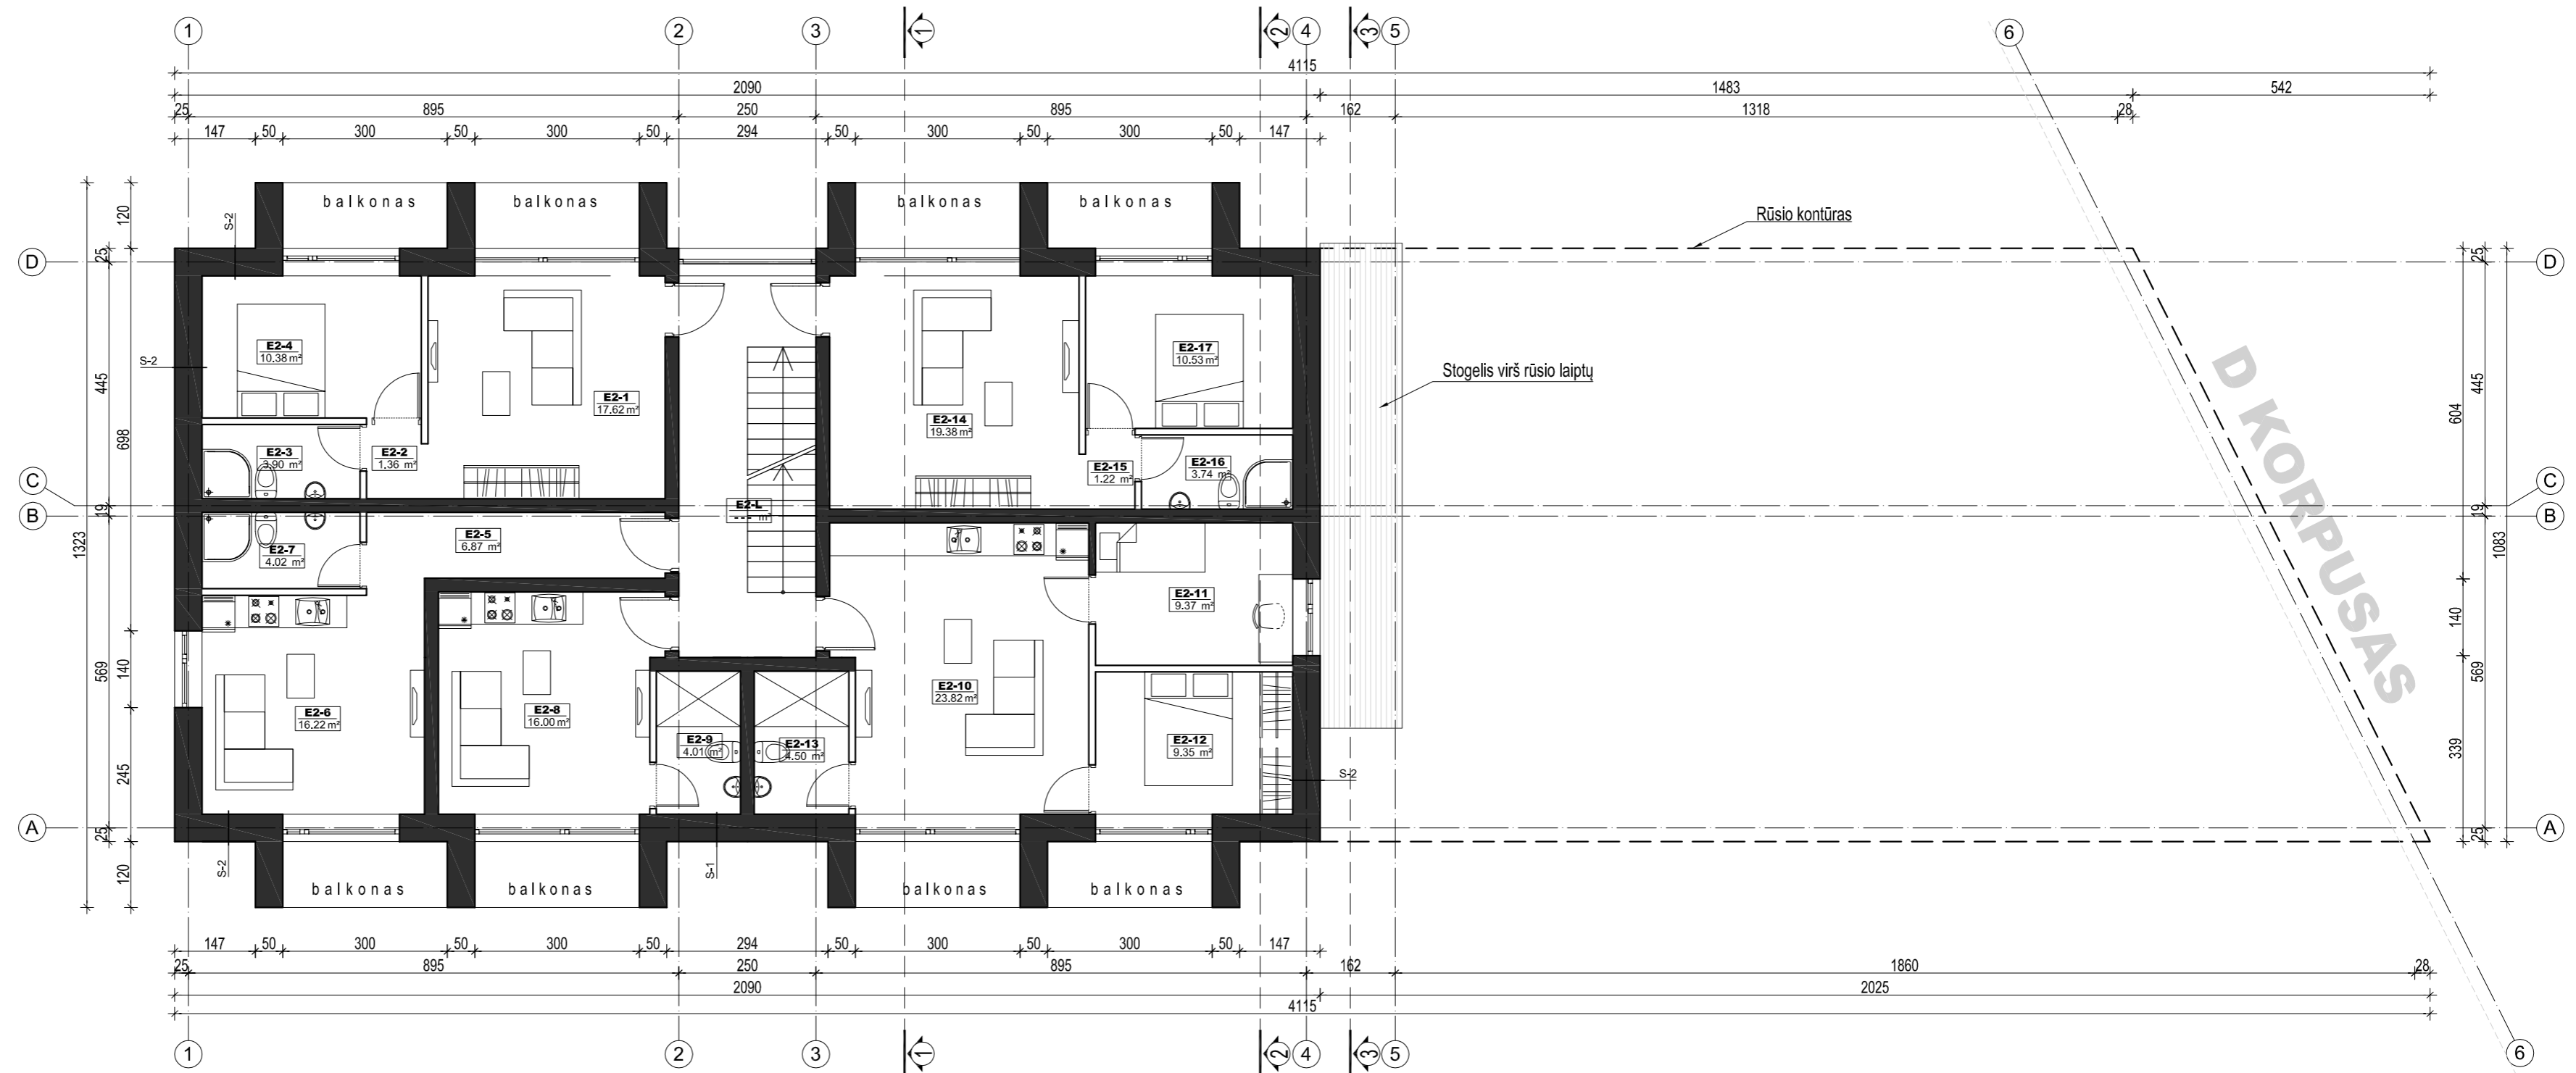 1 2 3 1 2 4 3 5 6
4115
2090 1483 542
25 895 250 895 162 1318 28
147 50 300 50 300 50 294 50 300 50 300 50 147
balkonas balkonas balkonas balkonas
S-2
Rūsio kontūras
120
25
D D
25
E2-4
10.38 m²
E2-1
17.62 m²
E2-14
19.38 m²
E2-17
10.53 m²
S-2
Stogelis virš rūsio laiptų
445
698
445
604
D KORPUSAS
E2-3
3.90 m²
E2-2
1.36 m²
E2-15
1.22 m²
E2-16
3.74 m²
C C
19 19
B B
E2-L
--- m²
E2-7
4.02 m²
E2-5
6.87 m²
1323
1083
E2-11
9.37 m²
140
569
140
569
E2-6
16.22 m²
E2-8
16.00 m²
E2-9
4.01 m²
E2-13
4.50 m²
E2-10
23.82 m²
E2-12
9.35 m²
S-2
245
339
A A
25 25
120
S-2
S-1
balkonas balkonas balkonas balkonas
147 50 300 50 300 50 294 50 300 50 300 50 147
25 895 250 895 162 1860 28
2090 2025
4115
1 2 3 1 2 4 3 5 6